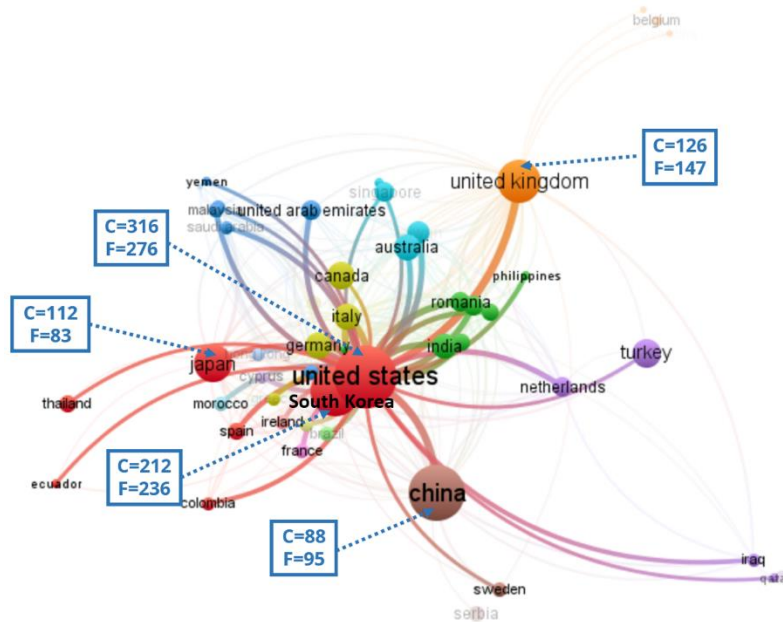 belgium
C=126
F=147
united kingdom
yemen
singapore
malaysia
united arab emirates
saudi arabia
C=316
F=276
australia
canada
philippines
romania
C=112
F=83
italy
germany
india
turkey
japan
cyprus
united states
netherlands
thailand
morocco
South Korea
spain
ireland
brazil
france
C=212
F=236
ecuador
colombia
china
C=88
F=95
iraq
sweden
serbia